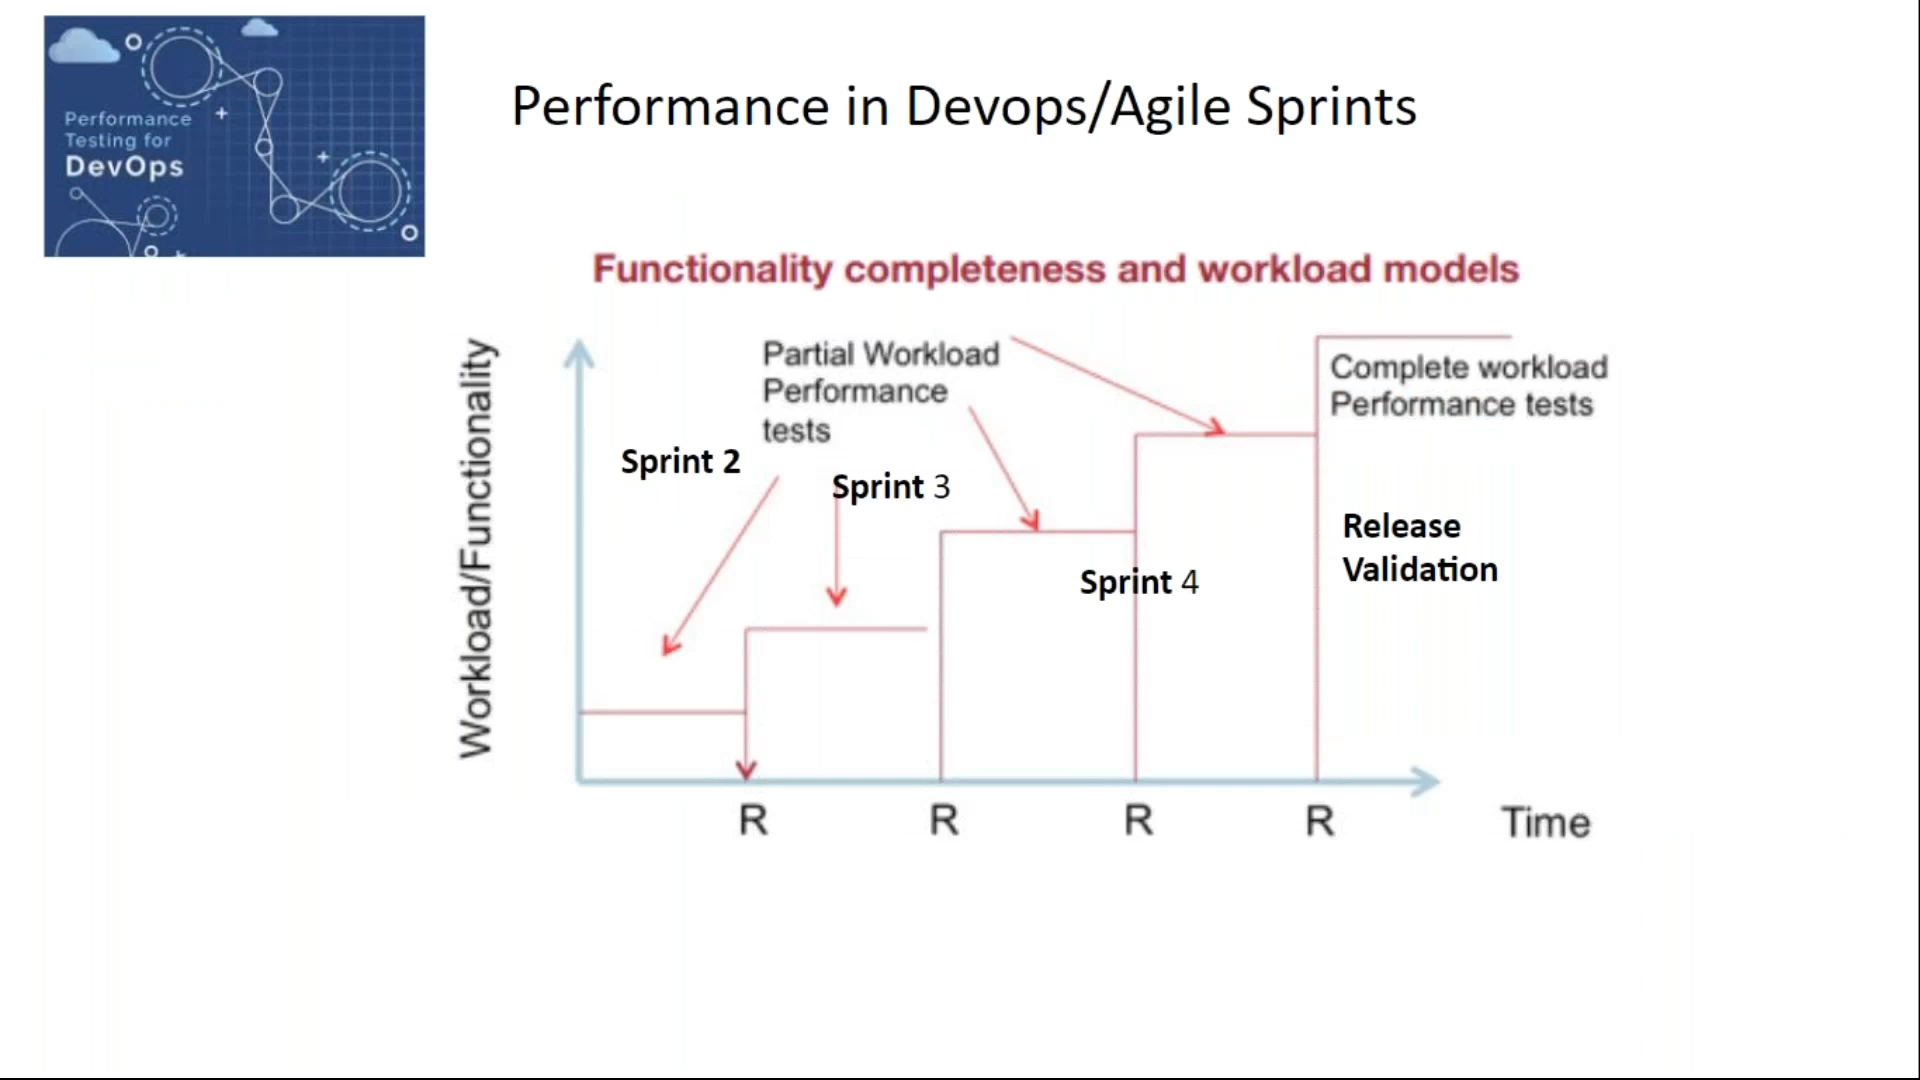 Performance
Testing for
DevOps
Performance in Devops/Agile Sprints
Functionality completeness and workload models
Workload/Functionality
Partial Workload
Performance
tests
Complete workload
Performance tests
Sprint 2
Sprint 3
Sprint 4
Release
Validation
R
R
R
R
Time